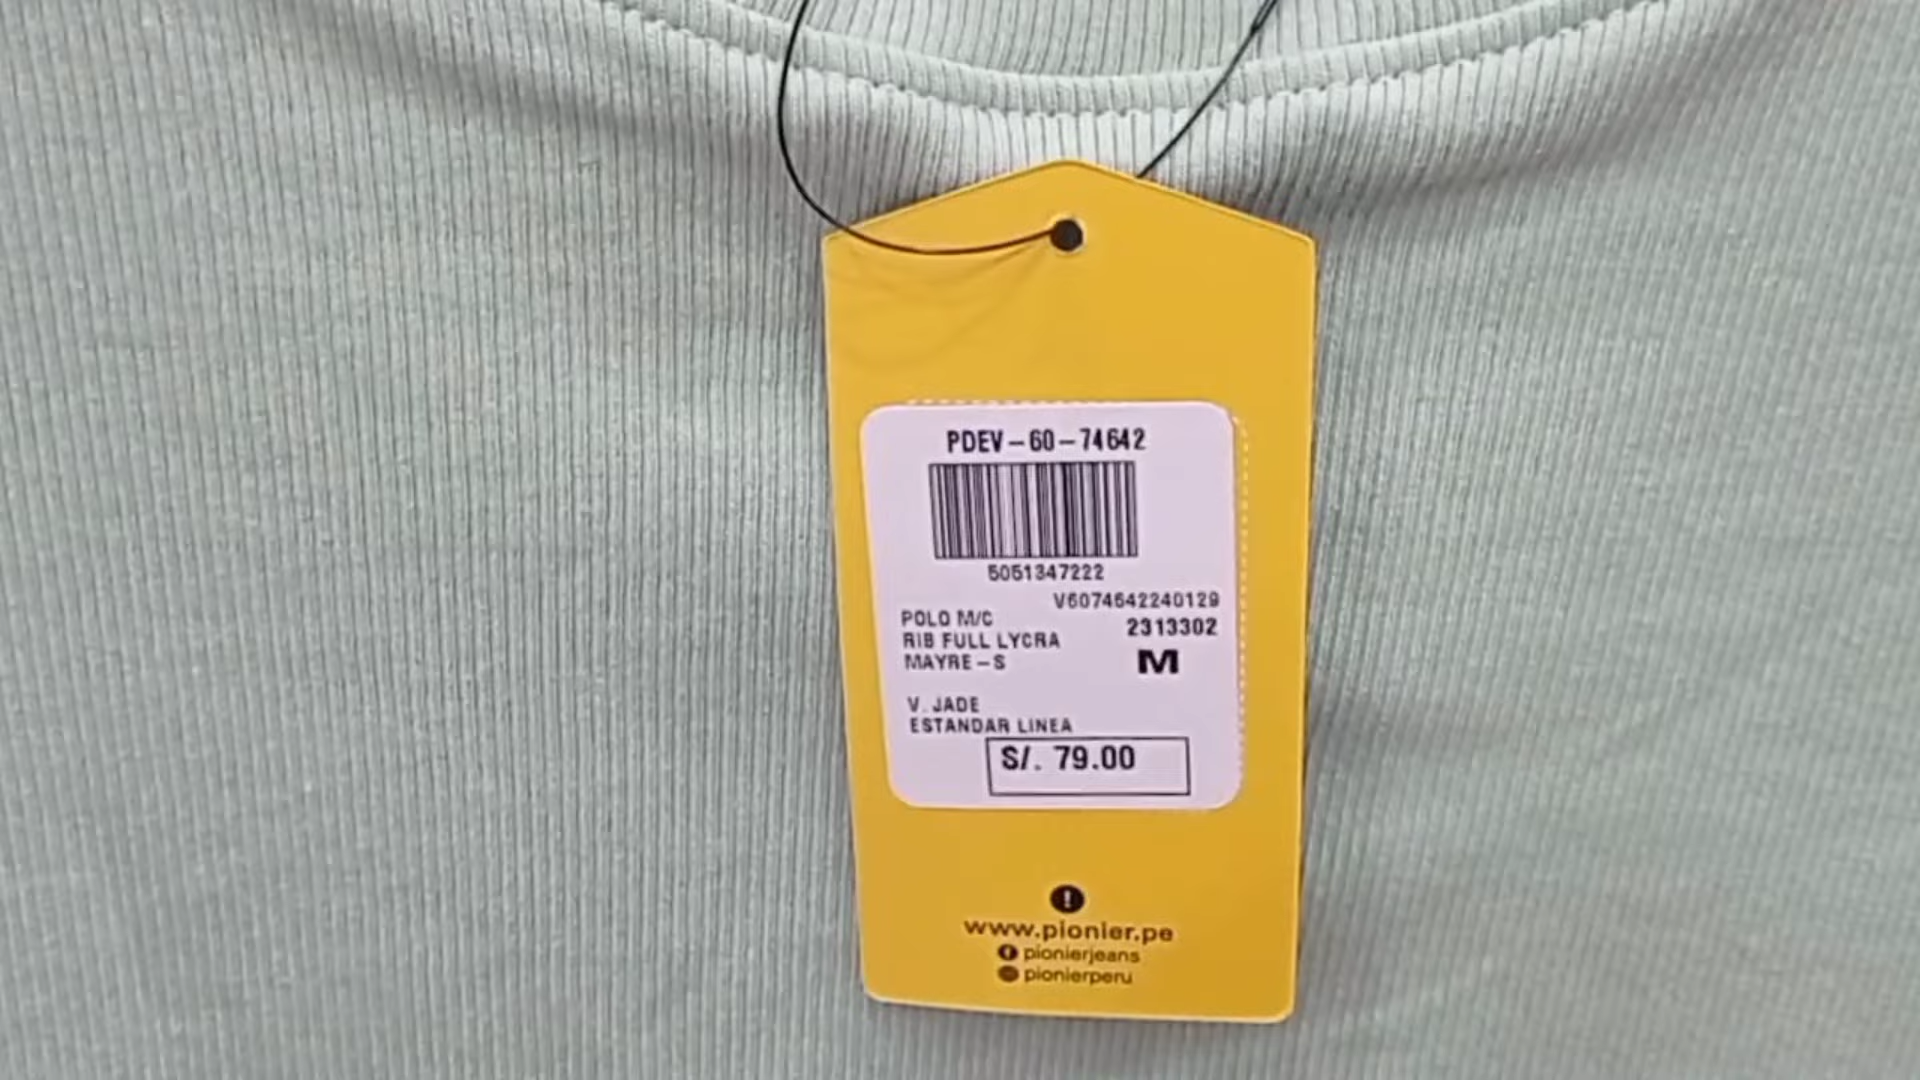 PDEV-60-74642
5051347222
V6074642240129
POLO M/C
2313302
RIB FULL LYCRA
MAYRE-S
M
V. JADE
ESTANDAR LINEA
S/. 79.00
www.pionier.pe
pionierjeans
pionierperu